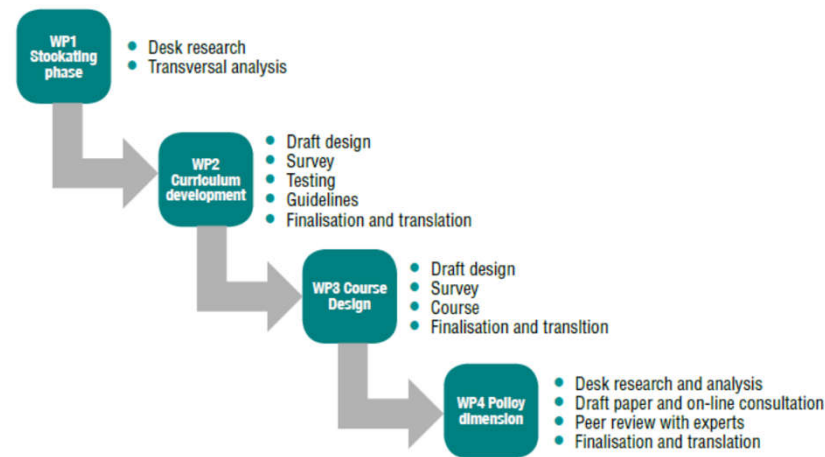 WP1
Stockating
phase
Desk research
Transversal analysis
WP2
Curriculum
development
Draft design
Survey
Testing
Guidelines
Finalisation and translation
WP3 Course
Design
Draft design
Survey
Course
Finalisation and transltion
WP4 Policy
dimension
Desk research and analysis
Draft paper and on-line consultation
Peer review with experts
Finalisation and translation